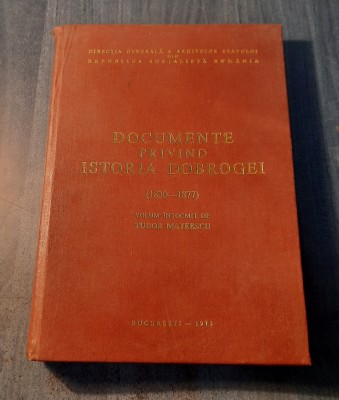 DIRECȚIA GENERALĂ A ARHIVELOR STATULUI
DIN
REPUBLICA SOCIALISTĂ ROMÂNIA
DOCUMENTE
PRIVIND
ISTORIA DOBROGEI
(1830—1877)
VOLUM ÎNTOCMIT DE
TUDOR MATEESCU
BUCUREȘTI — 1975